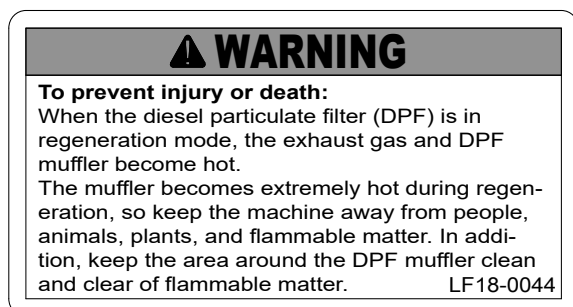 WARNING
To prevent injury or death:
When the diesel particulate filter (DPF) is in
regeneration mode, the exhaust gas and DPF
muffler become hot.
The muffler becomes extremely hot during regen-
eration, so keep the machine away from people,
animals, plants, and flammable matter. In addi-
tion, keep the area around the DPF muffler clean
and clear of flammable matter. LF18-0044